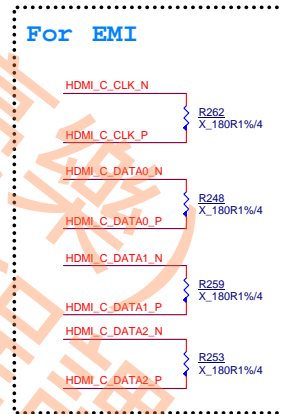 For EMI
HDMI_C_CLK_N
R262
X_180R1%/4
HDMI_C_CLK_P
HDMI_C_DATA0_N
R248
X_180R1%/4
HDMI_C_DATA0_P
HDMI_C_DATA1_N
R259
X_180R1%/4
HDMI_C_DATA1_P
HDMI_C_DATA2_N
R253
X_180R1%/4
HDMI_C_DATA2_P